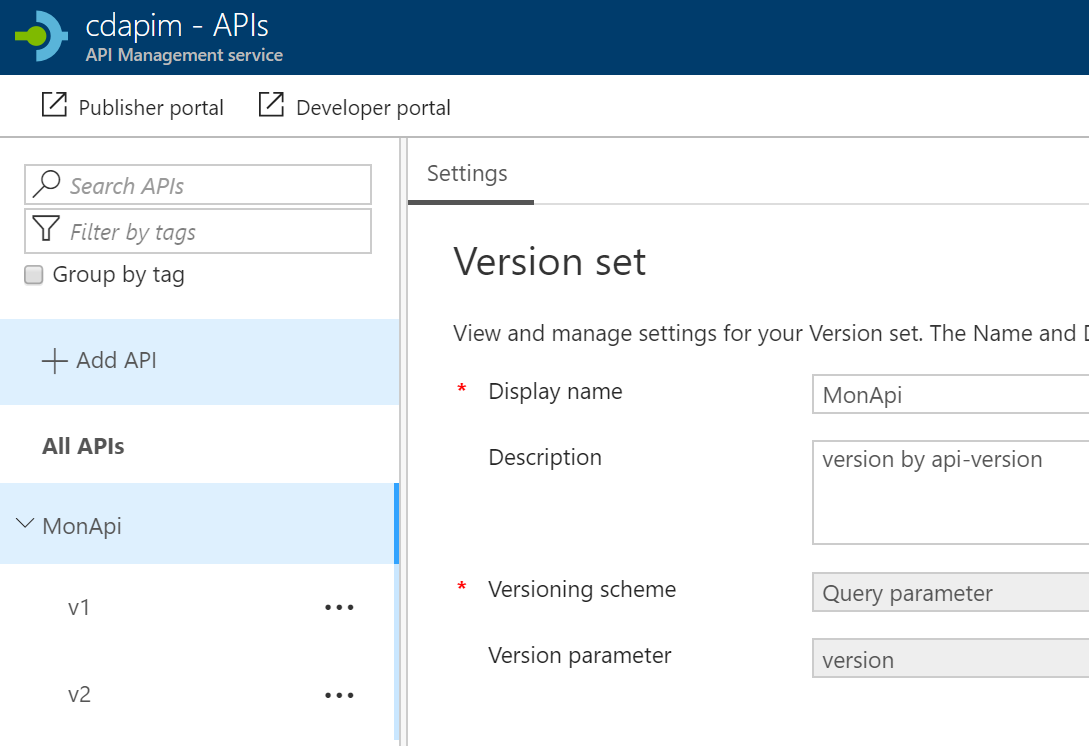 cdapim - APIs
API Management service
Publisher portal
Developer portal
Search APIs
Filter by tags
Group by tag
Add API
All APIs
MonApi
v1
v2
Settings
Version set
View and manage settings for your Version set. The Name and
* Display name
MonApi
Description
version by api-version
* Versioning scheme
Query parameter
Version parameter
version